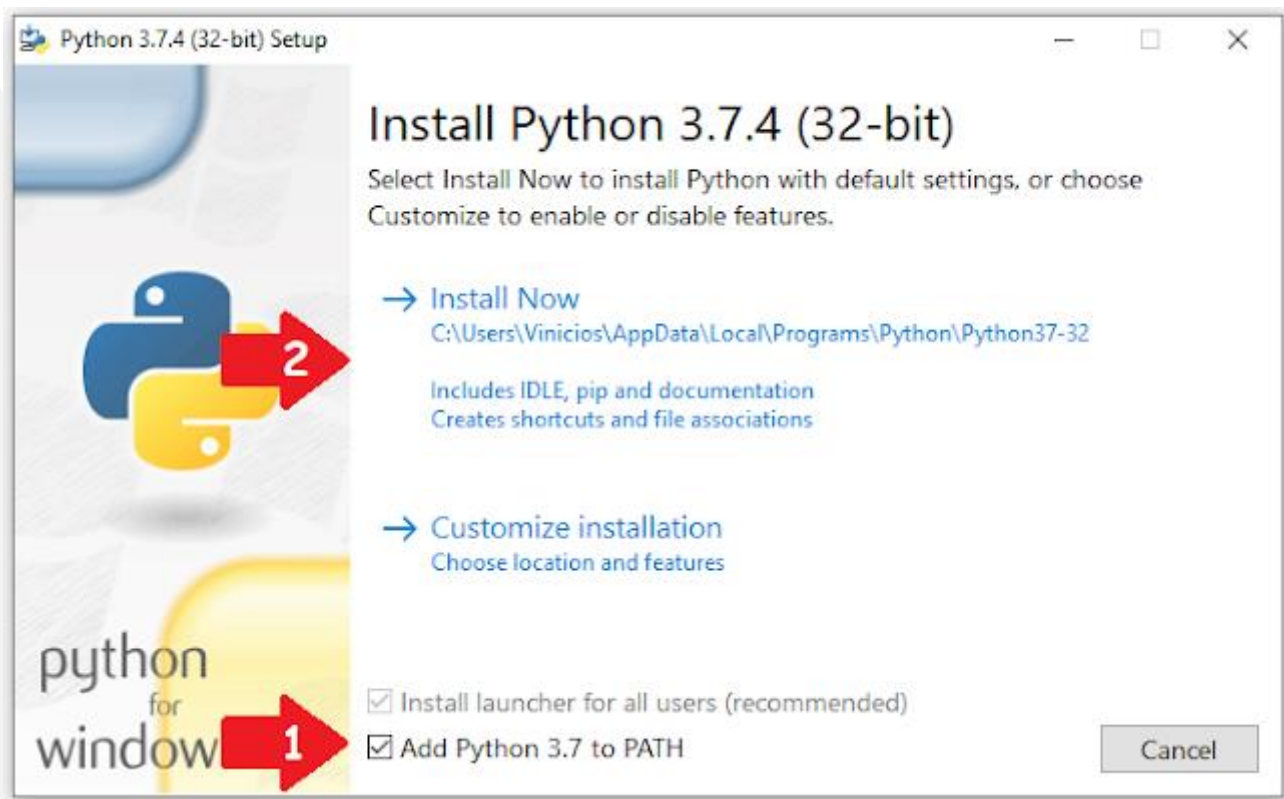 Python 3.7.4 (32-bit) Setup
Install Python 3.7.4 (32-bit)
Select Install Now to install Python with default settings, or choose
Customize to enable or disable features.
Install Now
C:\Users\Vinicios\AppData\Local\Programs\Python\Python37-32
2
Includes IDLE, pip and documentation
Creates shortcuts and file associations
Customize installation
Choose location and features
python
for
window
Install launcher for all users (recommended)
1
Add Python 3.7 to PATH
Cancel